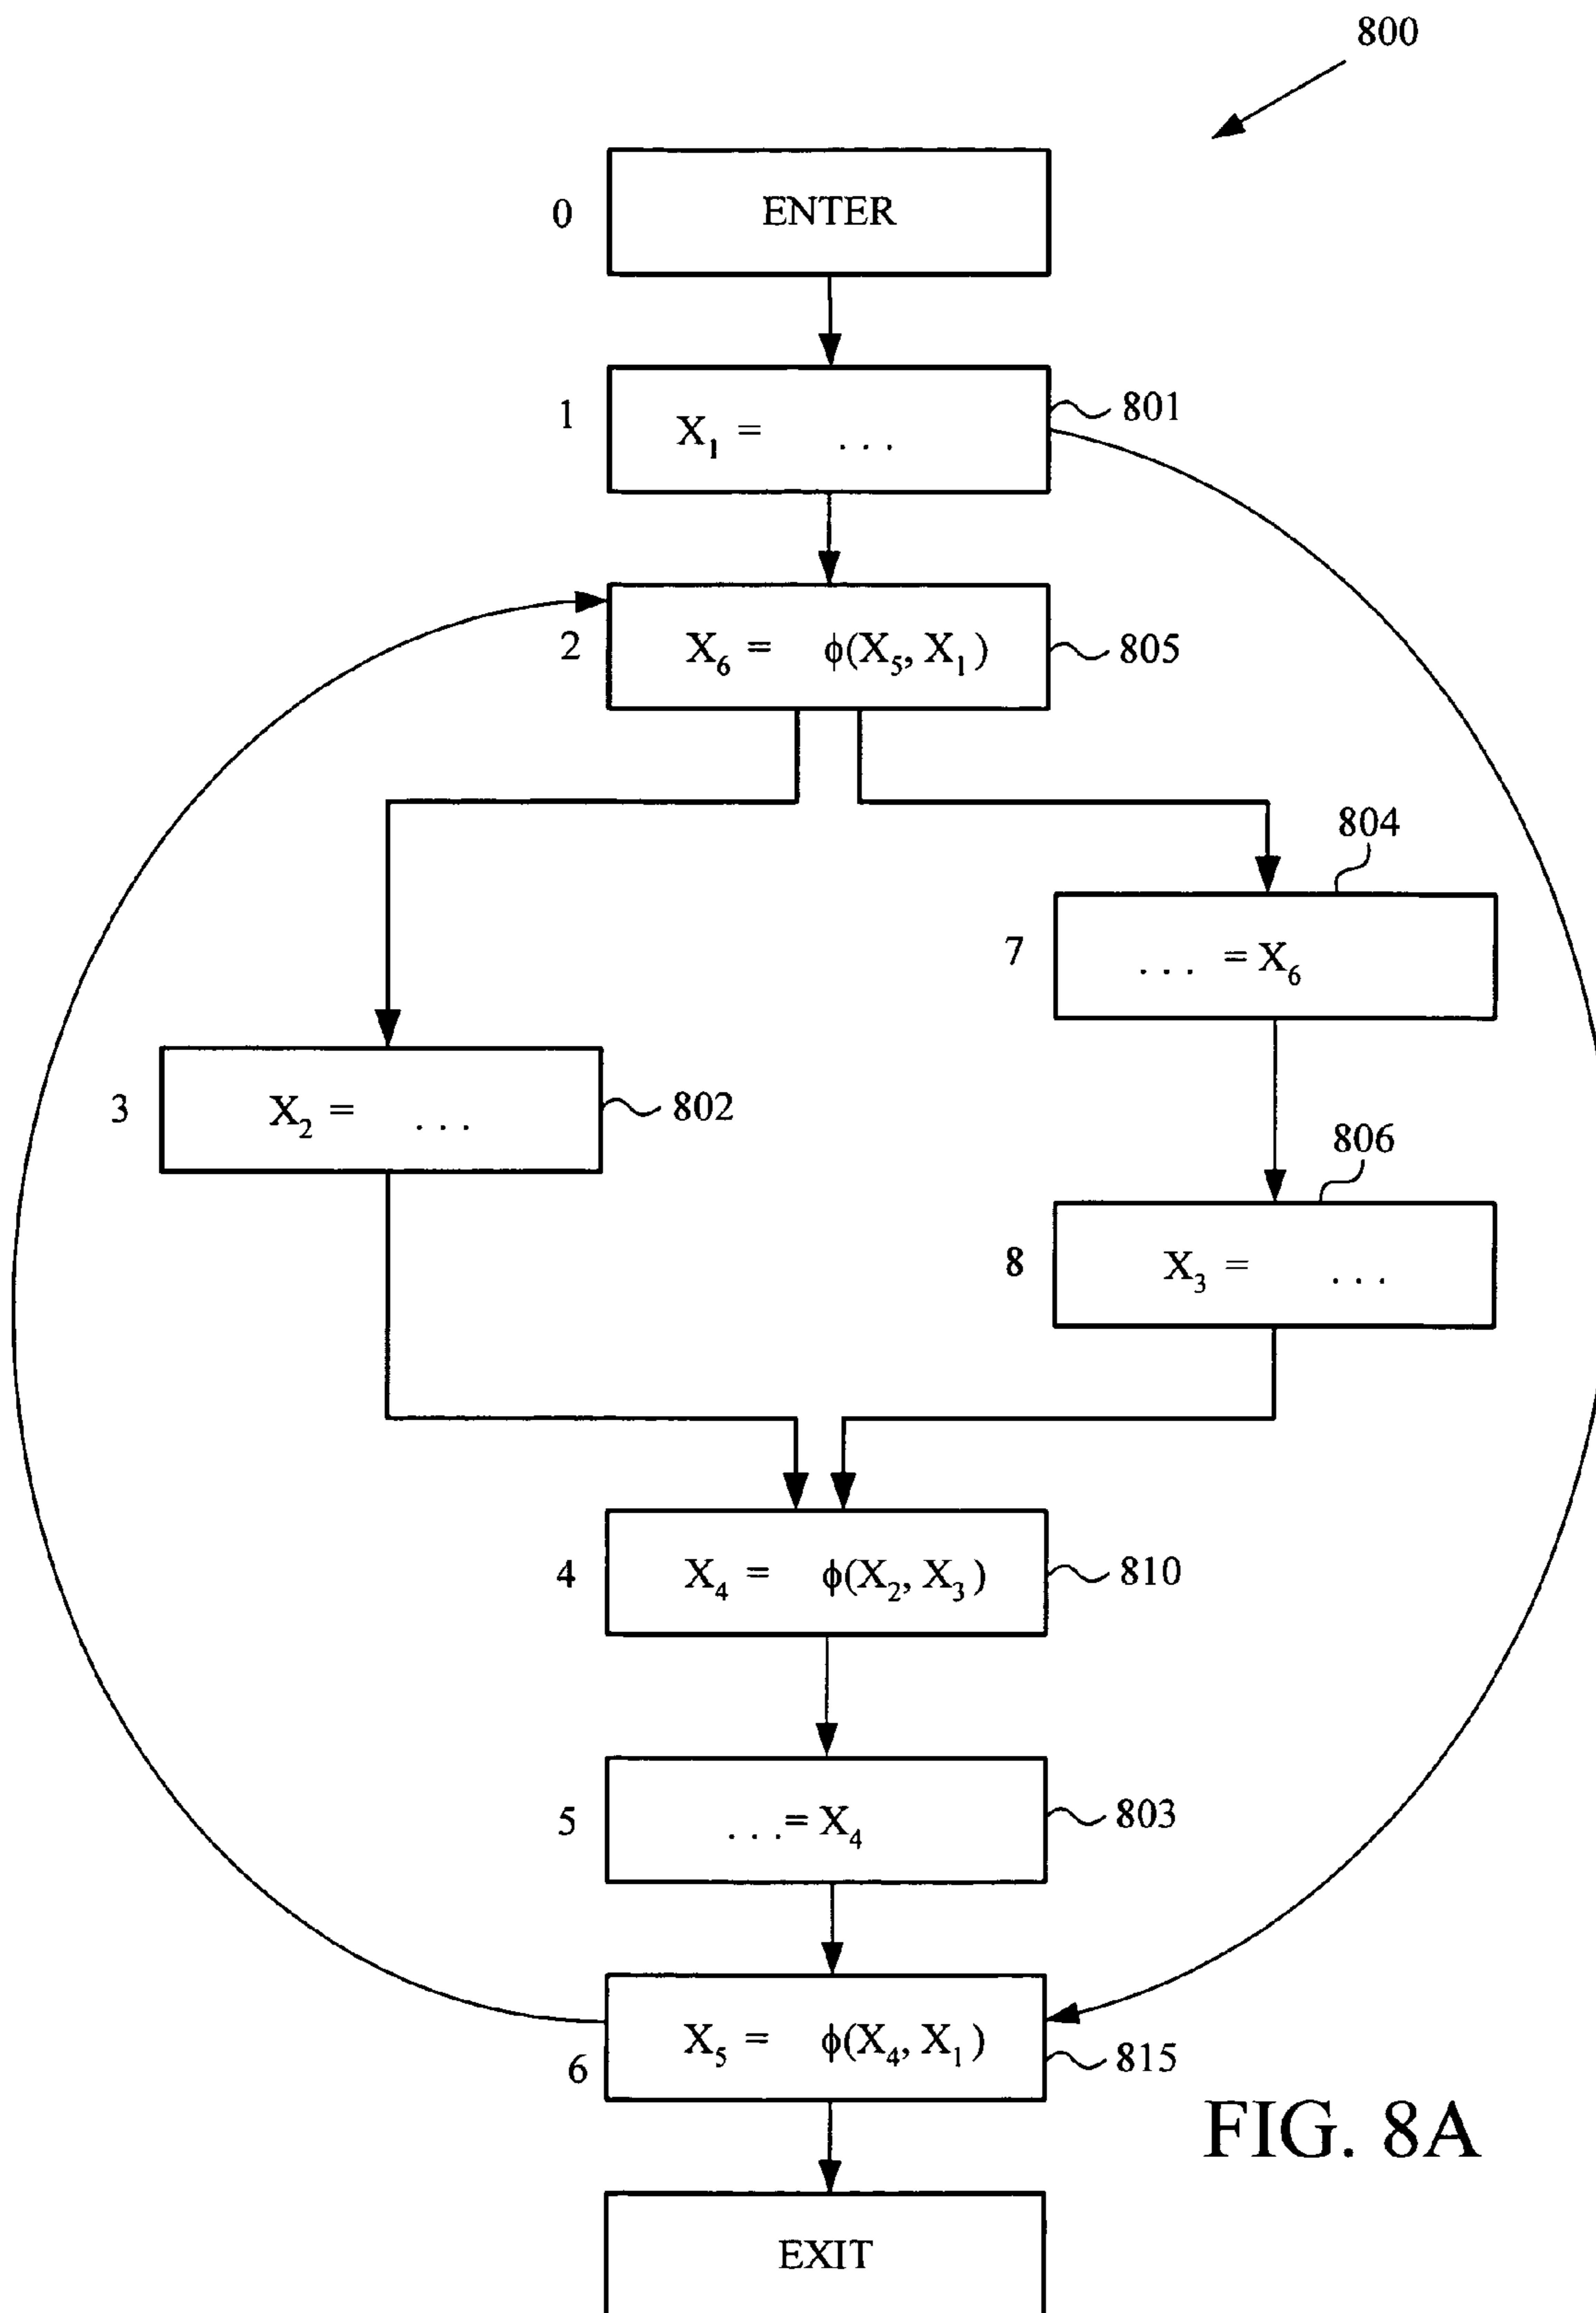 800
0 ENTER
1 X₁ = . . . 801
2 X₆ = ϕ(X₅, X₁) 805
804
7 . . . = X₆
3 X₂ = . . . 802
806
8 X₃ = . . .
4 X₄ = ϕ(X₂, X₃) 810
5 . . . = X₄ 803
6 X₅ = ϕ(X₄, X₁) 815
FIG. 8A
EXIT